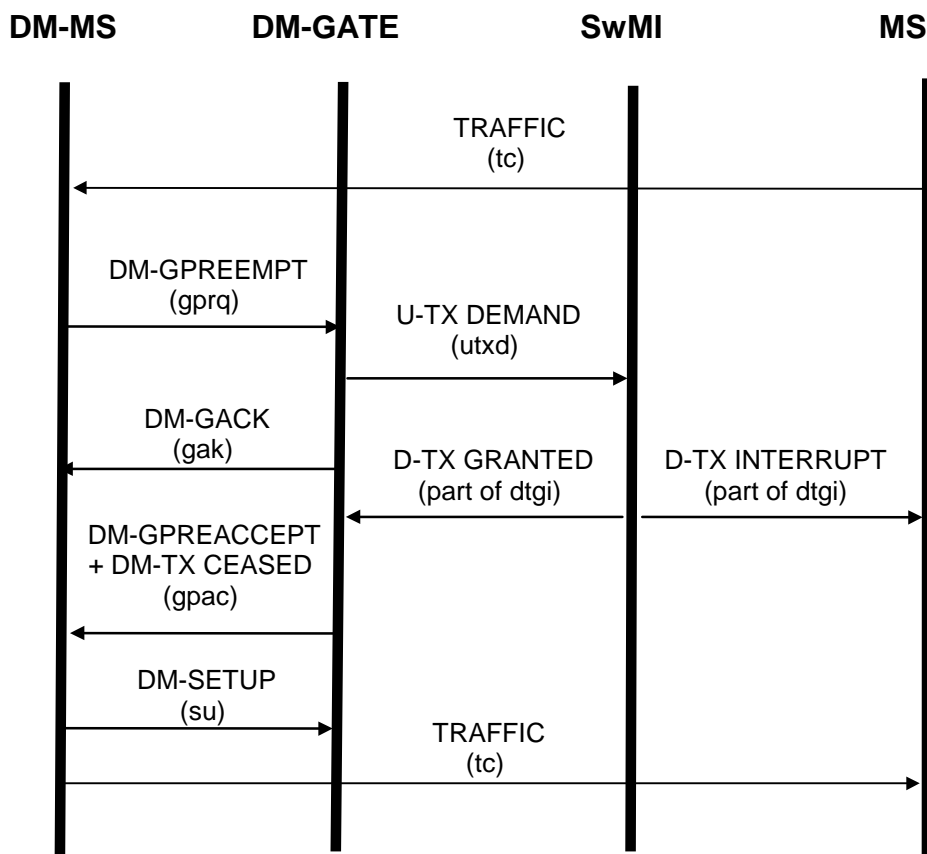 DM-MS
DM-GATE
SwMI
MS
TRAFFIC
(tc)
DM-GPREEMPT
(gprq)
U-TX DEMAND
(utxd)
DM-GACK
(gak)
D-TX GRANTED
(part of dtgi)
D-TX INTERRUPT
(part of dtgi)
DM-GPREACCEPT
+ DM-TX CEASED
(gpac)
DM-SETUP
(su)
TRAFFIC
(tc)